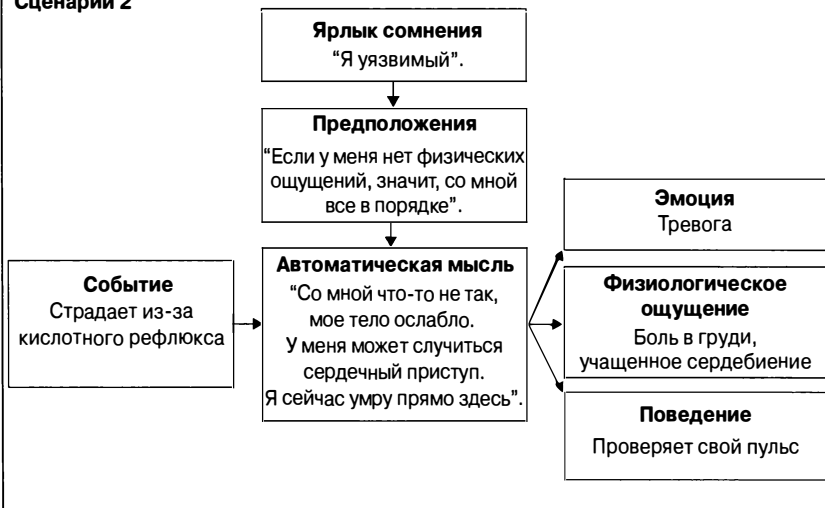 Сценарий 2
Ярлык сомнения
“Я уязвимый”.
Предположения
“Если у меня нет физических
ощущений, значит, со мной
все в порядке”.
Событие
Страдает из-за
кислотного рефлюкса
Автоматическая мысль
“Со мной что-то не так,
мое тело ослабло.
У меня может случиться
сердечный приступ.
Я сейчас умру прямо здесь”.
Эмоция
Тревога
Физиологическое
ощущение
Боль в груди,
учащенное сердебиение
Поведение
Проверяет свой пульс